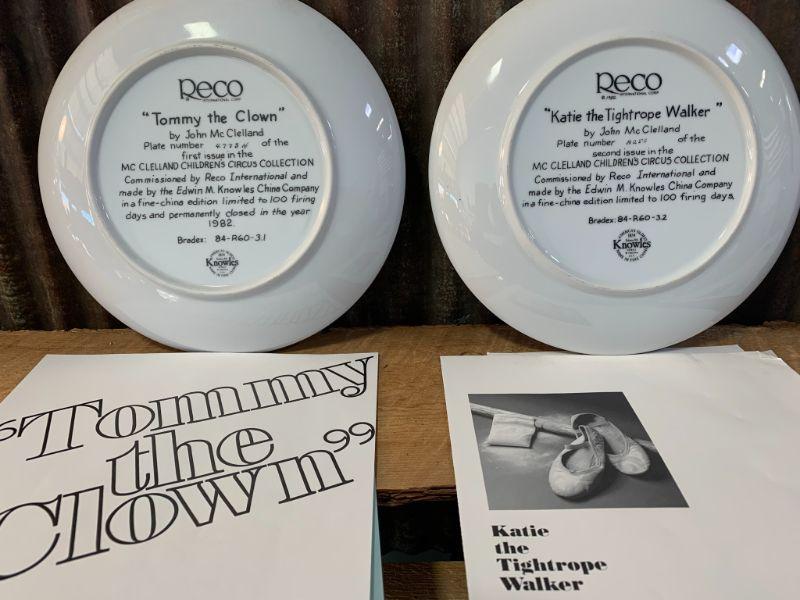 Reco
INTERNATIONAL CORP.
"Tommy the Clown"
by John McClelland
Plate number of the
first issue in the
MC CLELLAND CHILDREN'S CIRCUS COLLECTION
Commissioned by Reco International and
made by the Edwin M. Knowles China Company
in a fine-china edition limited to 100 firing
days and permanently closed in the year
1982.
Bradex: 84-R60-3.1
Knowles
Reco
INTERNATIONAL CORP.
"Katie the Tightrope Walker"
by John McClelland
Plate number of the
second issue in the
MC CLELLAND CHILDREN'S CIRCUS COLLECTION
Commissioned by Reco International and
made by the Edwin M. Knowles China Company
in a fine-china edition limited to 100 firing days.
Bradex: 84-R60-3.2
Knowles
“Tommy
the
Clown”
Katie
the
Tightrope
Walker